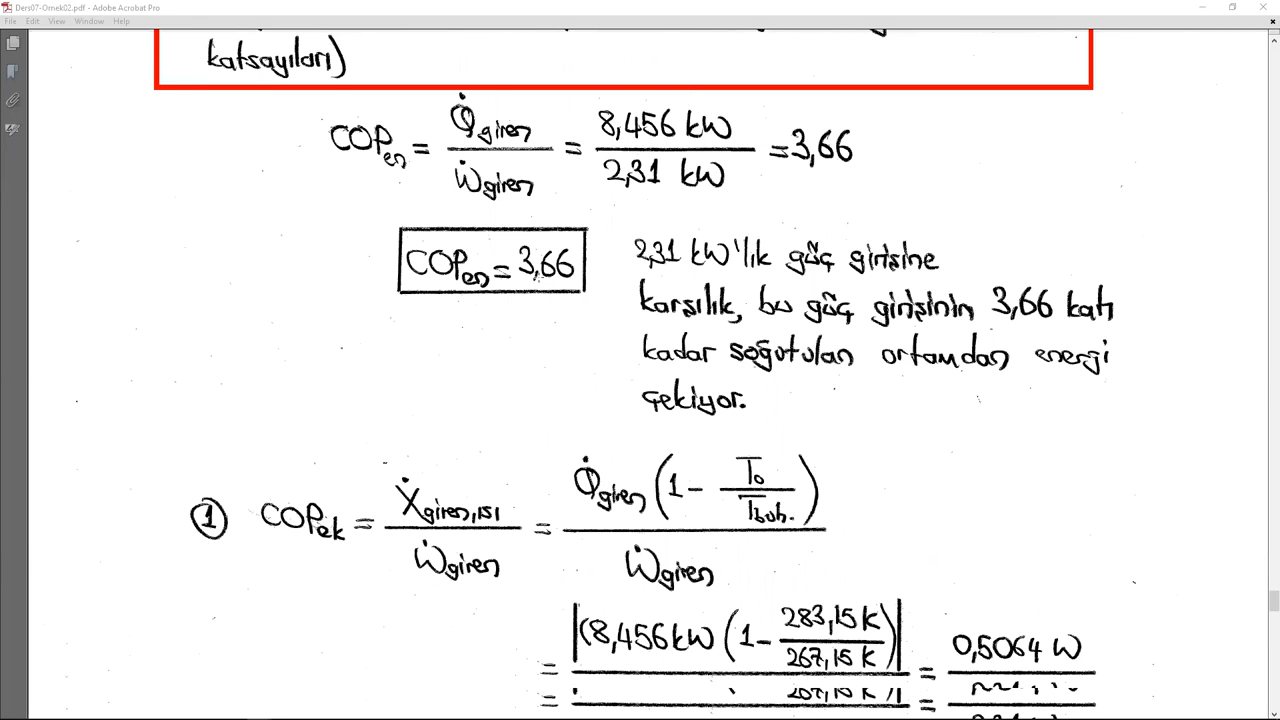 Ders07-Ornek02.pdf - Adobe Acrobat Pro
File Edit View Window Help
katsayıları)
COPen = Q̇giren / Ẇgiren = 8,456 kW / 2,31 kW = 3,66
COPen = 3,66
2,31 kW'lık güç girişine
karşılık, bu güç girişinin 3,66 katı
kadar soğutulan ortamdan energi
çekiyor.
① COPek = Ẋgiren,ısı / Ẇgiren = Q̇giren (1 - T₀ / Tbuh.) / Ẇgiren
= |(8,456 kW (1 - 283,15 K / 267,15 K)| = 0,5064 W